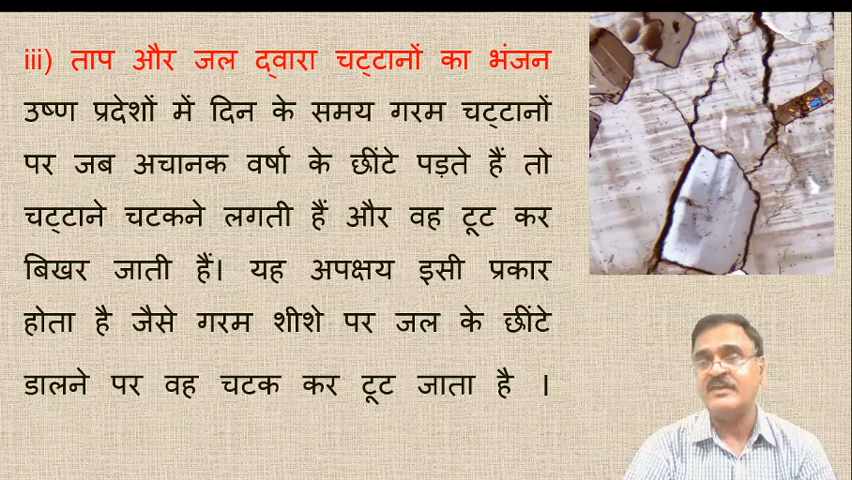 iii) ताप और जल द्वारा चट्टानों का भंजन
उष्ण प्रदेशों में दिन के समय गरम चट्टानों
पर जब अचानक वर्षा के छींटे पड़ते हैं तो
चट्टाने चटकने लगती हैं और वह टूट कर
बिखर जाती हैं। यह अपक्षय इसी प्रकार
होता है जैसे गरम शीशे पर जल के छींटे
डालने पर वह चटक कर टूट जाता है ।